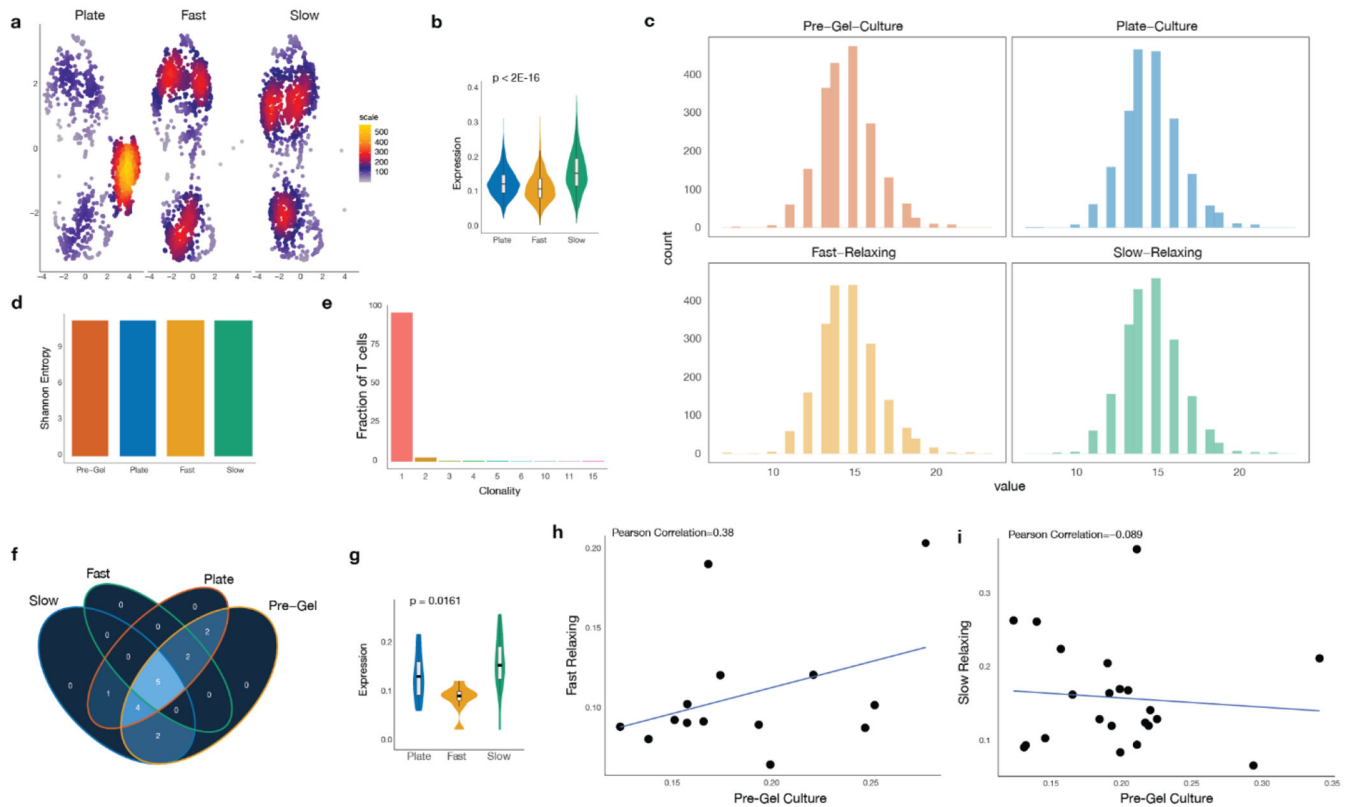 a
Plate
Fast
Slow
2
0
−2
−4 −2 0 2 4
−4 −2 0 2 4
−4 −2 0 2 4
scale
500
400
300
200
100
b
p < 2E-16
Expression
0.4
0.3
0.2
0.1
0.0
Plate Fast Slow
c
Pre−Gel−Culture
Plate−Culture
Fast−Relaxing
Slow−Relaxing
count
400
300
200
100
0
400
300
200
100
0
10 15 20
10 15 20
value
d
Shannon Entropy
9
6
3
0
Pre−Gel Plate Fast Slow
e
Fraction of T cells
100
75
50
25
0
1 2 3 4 5 6 10 11 15
Clonality
f
Slow
Fast
Plate
Pre−Gel
0
0
0
0
2
0
2
0
5
0
1
0
4
0
2
g
p = 0.0161
Expression
0.2
0.1
0.0
Plate Fast Slow
h
Pearson Correlation=0.38
Fast Relaxing
0.20
0.15
0.10
0.15 0.20 0.25
Pre-Gel Culture
i
Pearson Correlation=−0.089
Slow Relaxing
0.3
0.2
0.1
0.15 0.20 0.25 0.30 0.35
Pre-Gel Culture